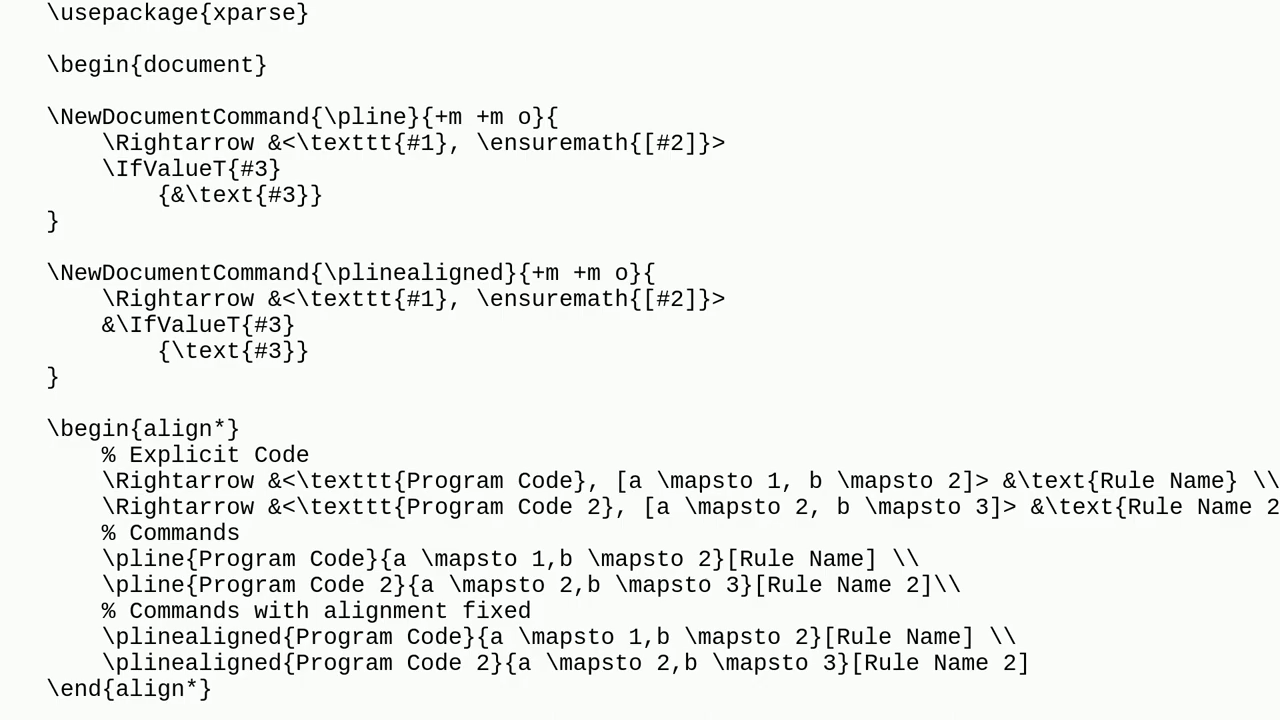 \usepackage{xparse}

\begin{document}

\NewDocumentCommand{\pline}{+m +m o}{
    \Rightarrow &<\texttt{#1}, \ensuremath{[#2]}>
    \IfValueT{#3}
        {&\text{#3}}
}

\NewDocumentCommand{\plinealigned}{+m +m o}{
    \Rightarrow &<\texttt{#1}, \ensuremath{[#2]}>
    &\IfValueT{#3}
        {\text{#3}}
}

\begin{align*}
    % Explicit Code
    \Rightarrow &<\texttt{Program Code}, [a \mapsto 1, b \mapsto 2]> &\text{Rule Name} \\
    \Rightarrow &<\texttt{Program Code 2}, [a \mapsto 2, b \mapsto 3]> &\text{Rule Name 2
    % Commands
    \pline{Program Code}{a \mapsto 1,b \mapsto 2}[Rule Name] \\
    \pline{Program Code 2}{a \mapsto 2,b \mapsto 3}[Rule Name 2]\\
    % Commands with alignment fixed
    \plinealigned{Program Code}{a \mapsto 1,b \mapsto 2}[Rule Name] \\
    \plinealigned{Program Code 2}{a \mapsto 2,b \mapsto 3}[Rule Name 2]
\end{align*}